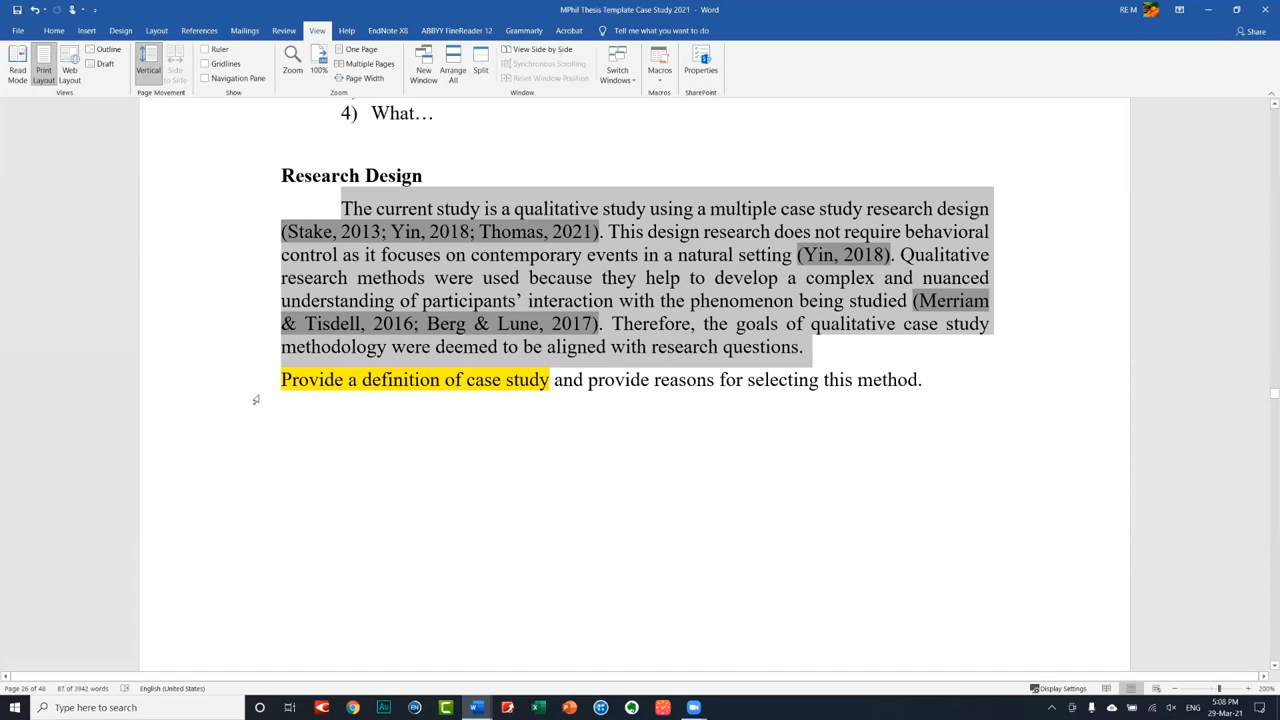 MPhil Thesis Template Case Study 2021 - Word
RE M
File Home Insert Design Layout References Mailings Review View Help EndNote X8 ABBYY FineReader 12 Grammarly Acrobat Tell me what you want to do
Share
Read Mode
Print Layout
Web Layout
Outline
Draft
Views
Vertical
Side to Side
Page Movement
Ruler
Gridlines
Navigation Pane
Show
Zoom
100%
One Page
Multiple Pages
Page Width
Zoom
New Window
Arrange All
Split
View Side by Side
Synchronous Scrolling
Reset Window Position
Window
Switch Windows
Macros
Macros
Properties
SharePoint
4) What…
Research Design
The current study is a qualitative study using a multiple case study research design
(Stake, 2013; Yin, 2018; Thomas, 2021). This design research does not require behavioral
control as it focuses on contemporary events in a natural setting (Yin, 2018). Qualitative
research methods were used because they help to develop a complex and nuanced
understanding of participants’ interaction with the phenomenon being studied (Merriam
& Tisdell, 2016; Berg & Lune, 2017). Therefore, the goals of qualitative case study
methodology were deemed to be aligned with research questions.
Provide a definition of case study and provide reasons for selecting this method.
Page 26 of 48 87 of 3942 words English (United States)
Display Settings
200%
Type here to search
ENG
5:08 PM
29-Mar-21